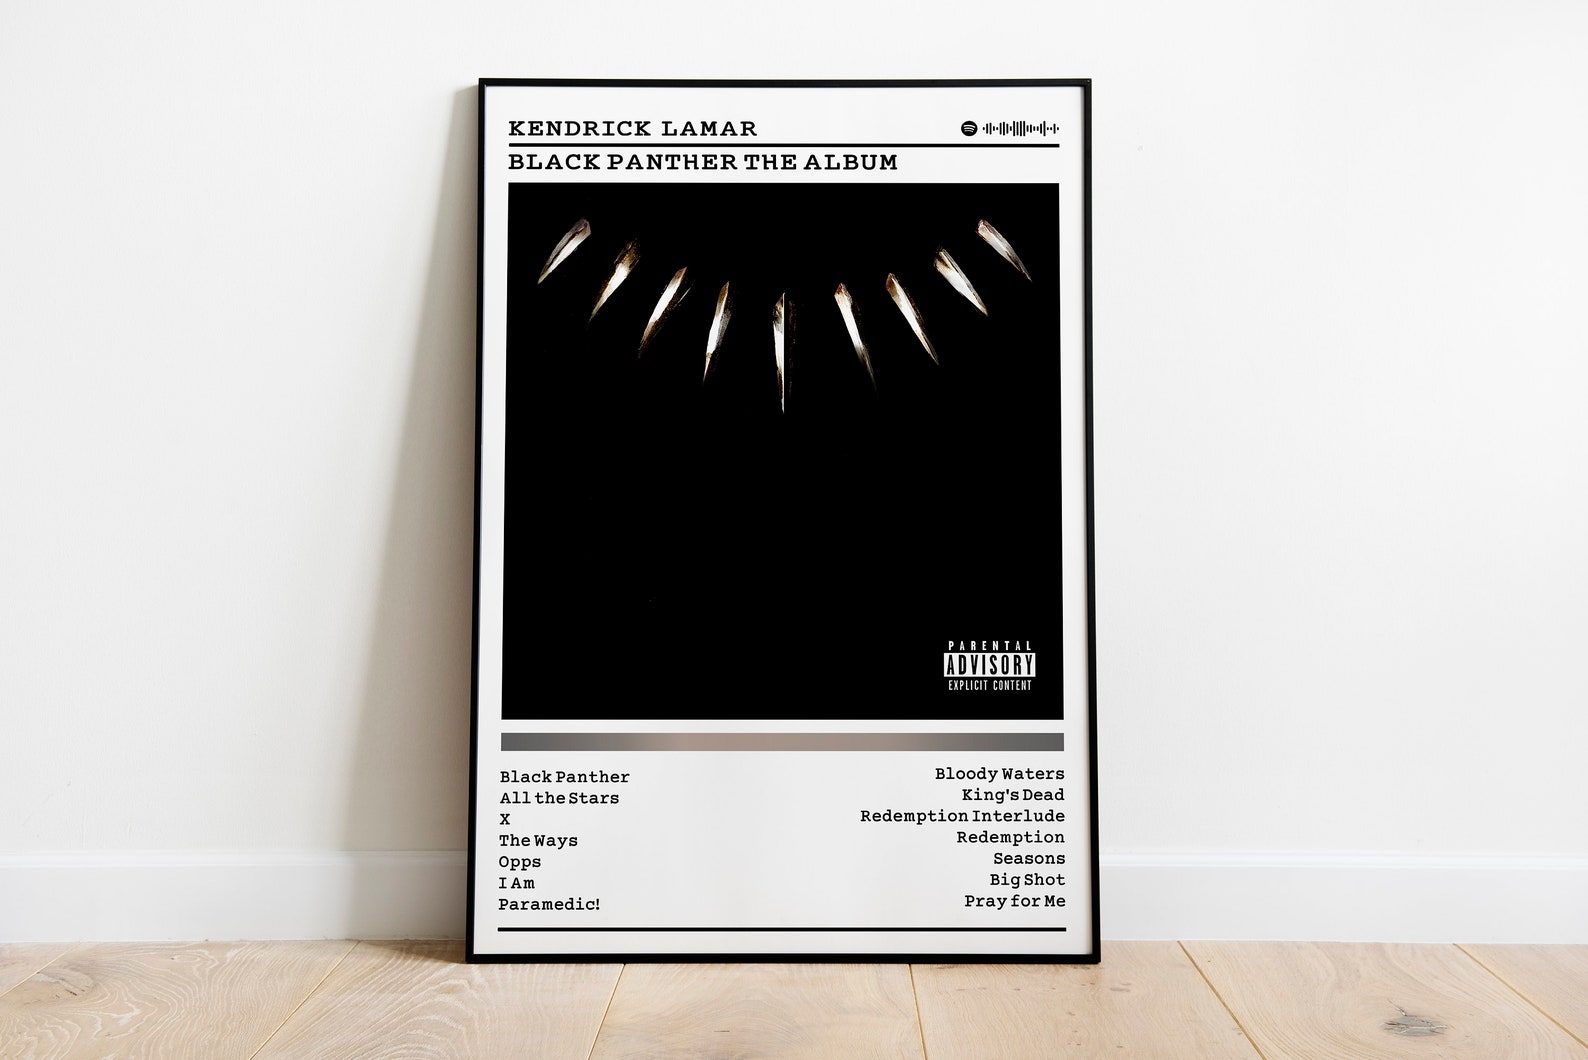 KENDRICK LAMAR
BLACK PANTHER THE ALBUM
PARENTAL
ADVISORY
EXPLICIT CONTENT
Black Panther
All the Stars
X
The Ways
Opps
I Am
Paramedic!
Bloody Waters
King's Dead
Redemption Interlude
Redemption
Seasons
Big Shot
Pray for Me